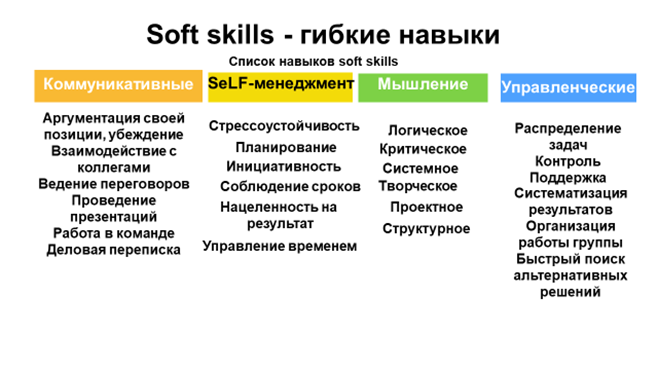 Soft skills - гибкие навыки
Список навыков soft skills
Коммуникативные
Аргументация своей
позиции, убеждение
Взаимодействие с
коллегами
Ведение переговоров
Проведение
презентаций
Работа в команде
Деловая переписка
SeLF-менеджмент
Стрессоустойчивость
Планирование
Инициативность
Соблюдение сроков
Нацеленность на
результат
Управление временем
Мышление
Логическое
Критическое
Системное
Творческое
Проектное
Структурное
Управленческие
Распределение
задач
Контроль
Поддержка
Систематизация
результатов
Организация
работы группы
Быстрый поиск
альтернативных
решений